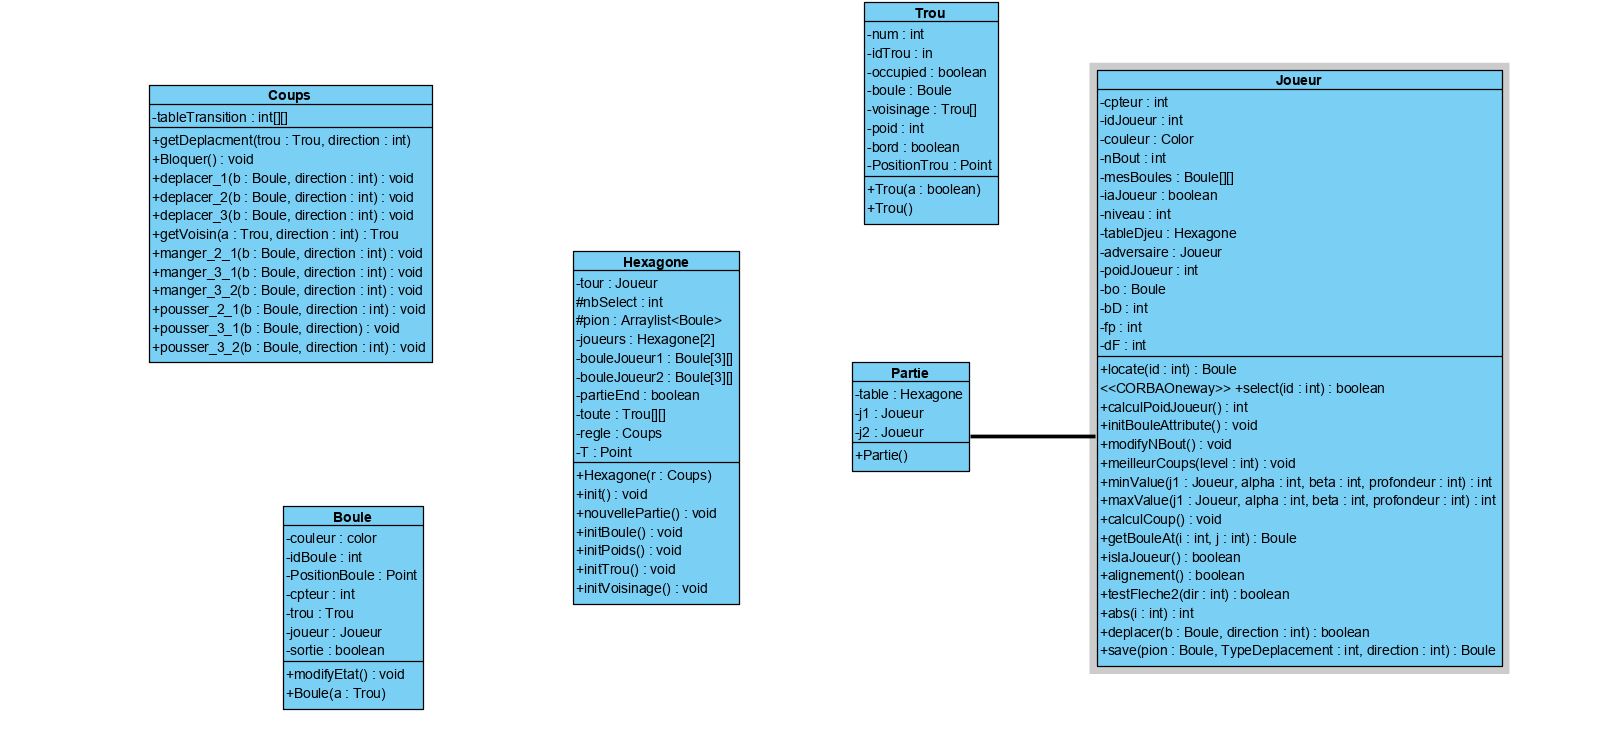 Coups
-tableTransition : int[][]
+getDeplacment(trou : Trou, direction : int)
+Bloquer() : void
+deplacer_1(b : Boule, direction : int) : void
+deplacer_2(b : Boule, direction : int) : void
+deplacer_3(b : Boule, direction : int) : void
+getVoisin(a : Trou, direction : int) : Trou
+manger_2_1(b : Boule, direction : int) : void
+manger_3_1(b : Boule, direction : int) : void
+manger_3_2(b : Boule, direction : int) : void
+pousser_2_1(b : Boule, direction : int) : void
+pousser_3_1(b : Boule, direction) : void
+pousser_3_2(b : Boule, direction : int) : void
Boule
-couleur : color
-idBoule : int
-PositionBoule : Point
-cpteur : int
-trou : Trou
-joueur : Joueur
-sortie : boolean
+modifyEtat() : void
+Boule(a : Trou)
Hexagone
-tour : Joueur
#nbSelect : int
#pion : Arraylist<Boule>
-joueurs : Hexagone[2]
-bouleJoueur1 : Boule[3][]
-bouleJoueur2 : Boule[3][]
-partieEnd : boolean
-toute : Trou[][]
-regle : Coups
-T : Point
+Hexagone(r : Coups)
+init() : void
+nouvellePartie() : void
+initBoule() : void
+initPoids() : void
+initTrou() : void
+initVoisinage() : void
Trou
-num : int
-idTrou : in
-occupied : boolean
-boule : Boule
-voisinage : Trou[]
-poid : int
-bord : boolean
-PositionTrou : Point
+Trou(a : boolean)
+Trou()
Partie
-table : Hexagone
-j1 : Joueur
-j2 : Joueur
+Partie()
Joueur
-cpteur : int
-idJoueur : int
-couleur : Color
-nBout : int
-mesBoules : Boule[][]
-iaJoueur : boolean
-niveau : int
-tableDjeu : Hexagone
-adversaire : Joueur
-poidJoueur : int
-bo : Boule
-bD : int
-fp : int
-dF : int
+locate(id : int) : Boule
<<CORBAOneway>> +select(id : int) : boolean
+calculPoidJoueur() : int
+initBouleAttribute() : void
+modifyNBout() : void
+meilleurCoups(level : int) : void
+minValue(j1 : Joueur, alpha : int, beta : int, profondeur : int) : int
+maxValue(j1 : Joueur, alpha : int, beta : int, profondeur : int) : int
+calculCoup() : void
+getBouleAt(i : int, j : int) : Boule
+isIaJoueur() : boolean
+alignement() : boolean
+testFleche2(dir : int) : boolean
+abs(i : int) : int
+deplacer(b : Boule, direction : int) : boolean
+save(pion : Boule, TypeDeplacement : int, direction : int) : Boule